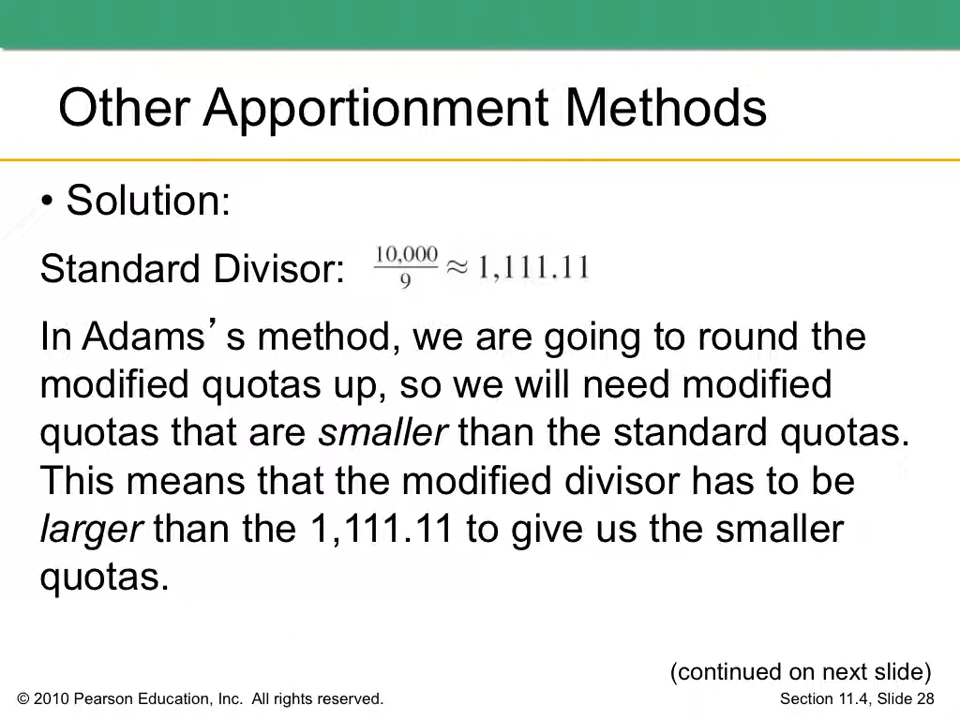 Other Apportionment Methods
• Solution:
Standard Divisor: 10,000/9 ≈ 1,111.11
In Adams’s method, we are going to round the
modified quotas up, so we will need modified
quotas that are smaller than the standard quotas.
This means that the modified divisor has to be
larger than the 1,111.11 to give us the smaller
quotas.
(continued on next slide)
© 2010 Pearson Education, Inc. All rights reserved. Section 11.4, Slide 28